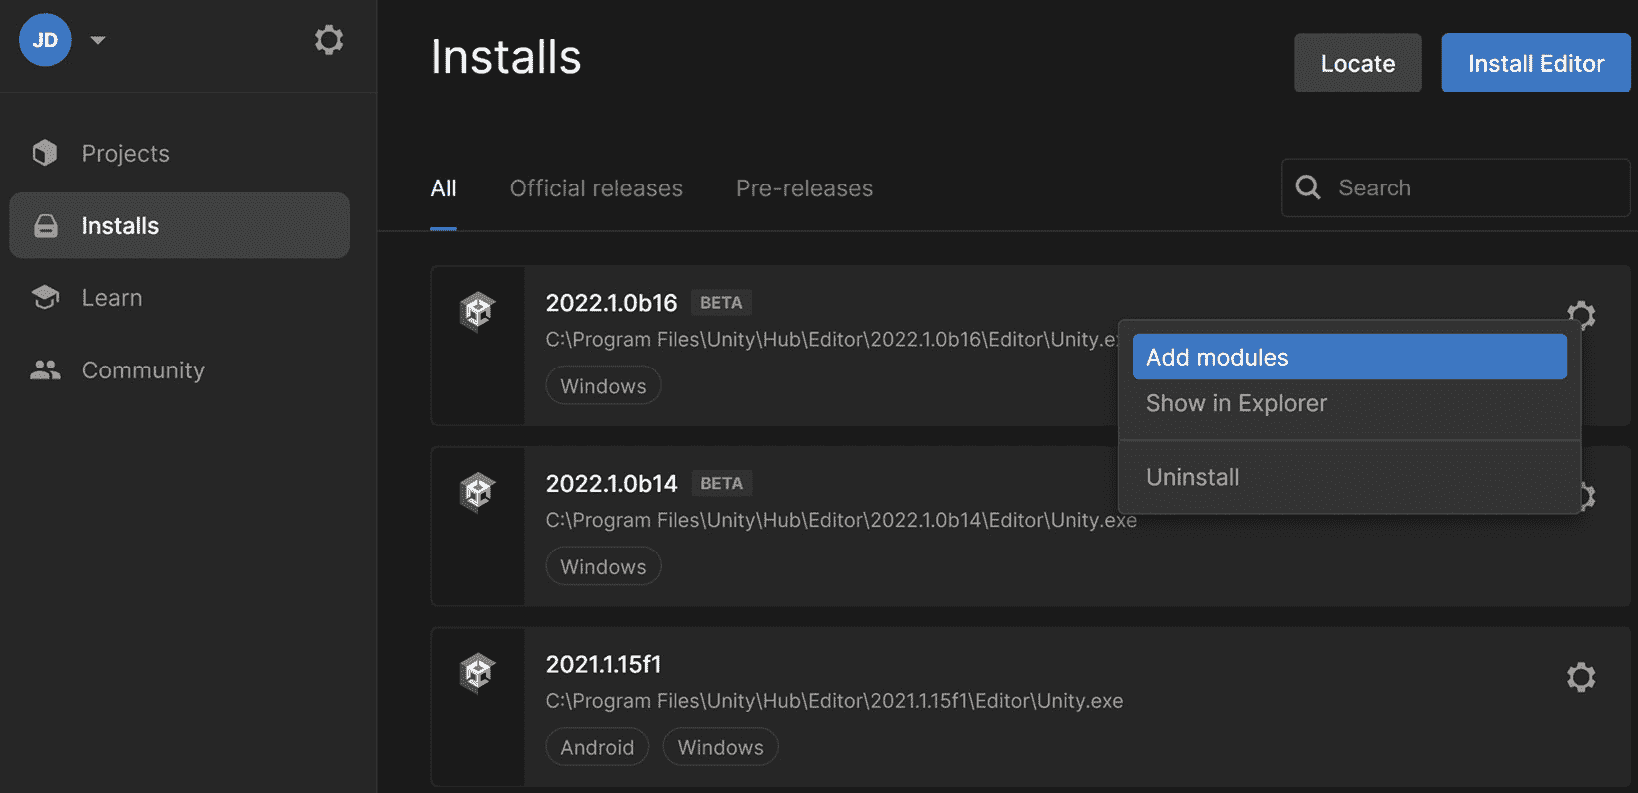 JD
Installs
Locate
Install Editor
Projects
Installs
Learn
Community
All
Official releases
Pre-releases
Search
2022.1.0b16 BETA
C:\Program Files\Unity\Hub\Editor\2022.1.0b16\Editor\Unity.ex
Windows
Add modules
Show in Explorer
Uninstall
2022.1.0b14 BETA
C:\Program Files\Unity\Hub\Editor\2022.1.0b14\Editor\Unity.exe
Windows
2021.1.15f1
C:\Program Files\Unity\Hub\Editor\2021.1.15f1\Editor\Unity.exe
Android Windows